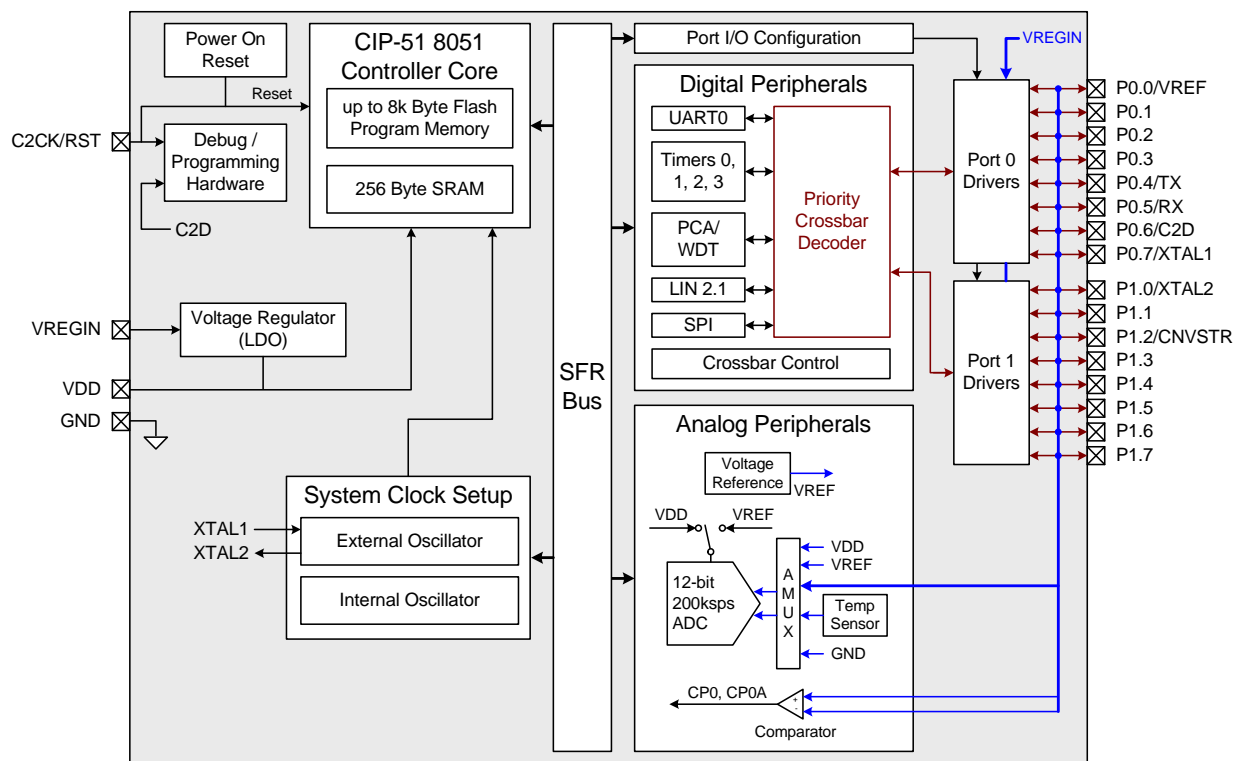 Power On
Reset
Reset
C2CK/RST
Debug /
Programming
Hardware
C2D
CIP-51 8051
Controller Core
up to 8k Byte Flash
Program Memory
256 Byte SRAM
VREGIN
Voltage Regulator
(LDO)
VDD
GND
System Clock Setup
XTAL1
XTAL2
External Oscillator
Internal Oscillator
SFR
Bus
Port I/O Configuration
Digital Peripherals
UART0
Timers 0,
1, 2, 3
PCA/
WDT
LIN 2.1
SPI
Priority
Crossbar
Decoder
Crossbar Control
Analog Peripherals
Voltage
Reference
VREF
VDD
VREF
12-bit
200ksps
ADC
A
M
U
X
VDD
VREF
Temp
Sensor
GND
CP0, CP0A
+
-
Comparator
VREGIN
Port 0
Drivers
Port 1
Drivers
P0.0/VREF
P0.1
P0.2
P0.3
P0.4/TX
P0.5/RX
P0.6/C2D
P0.7/XTAL1
P1.0/XTAL2
P1.1
P1.2/CNVSTR
P1.3
P1.4
P1.5
P1.6
P1.7